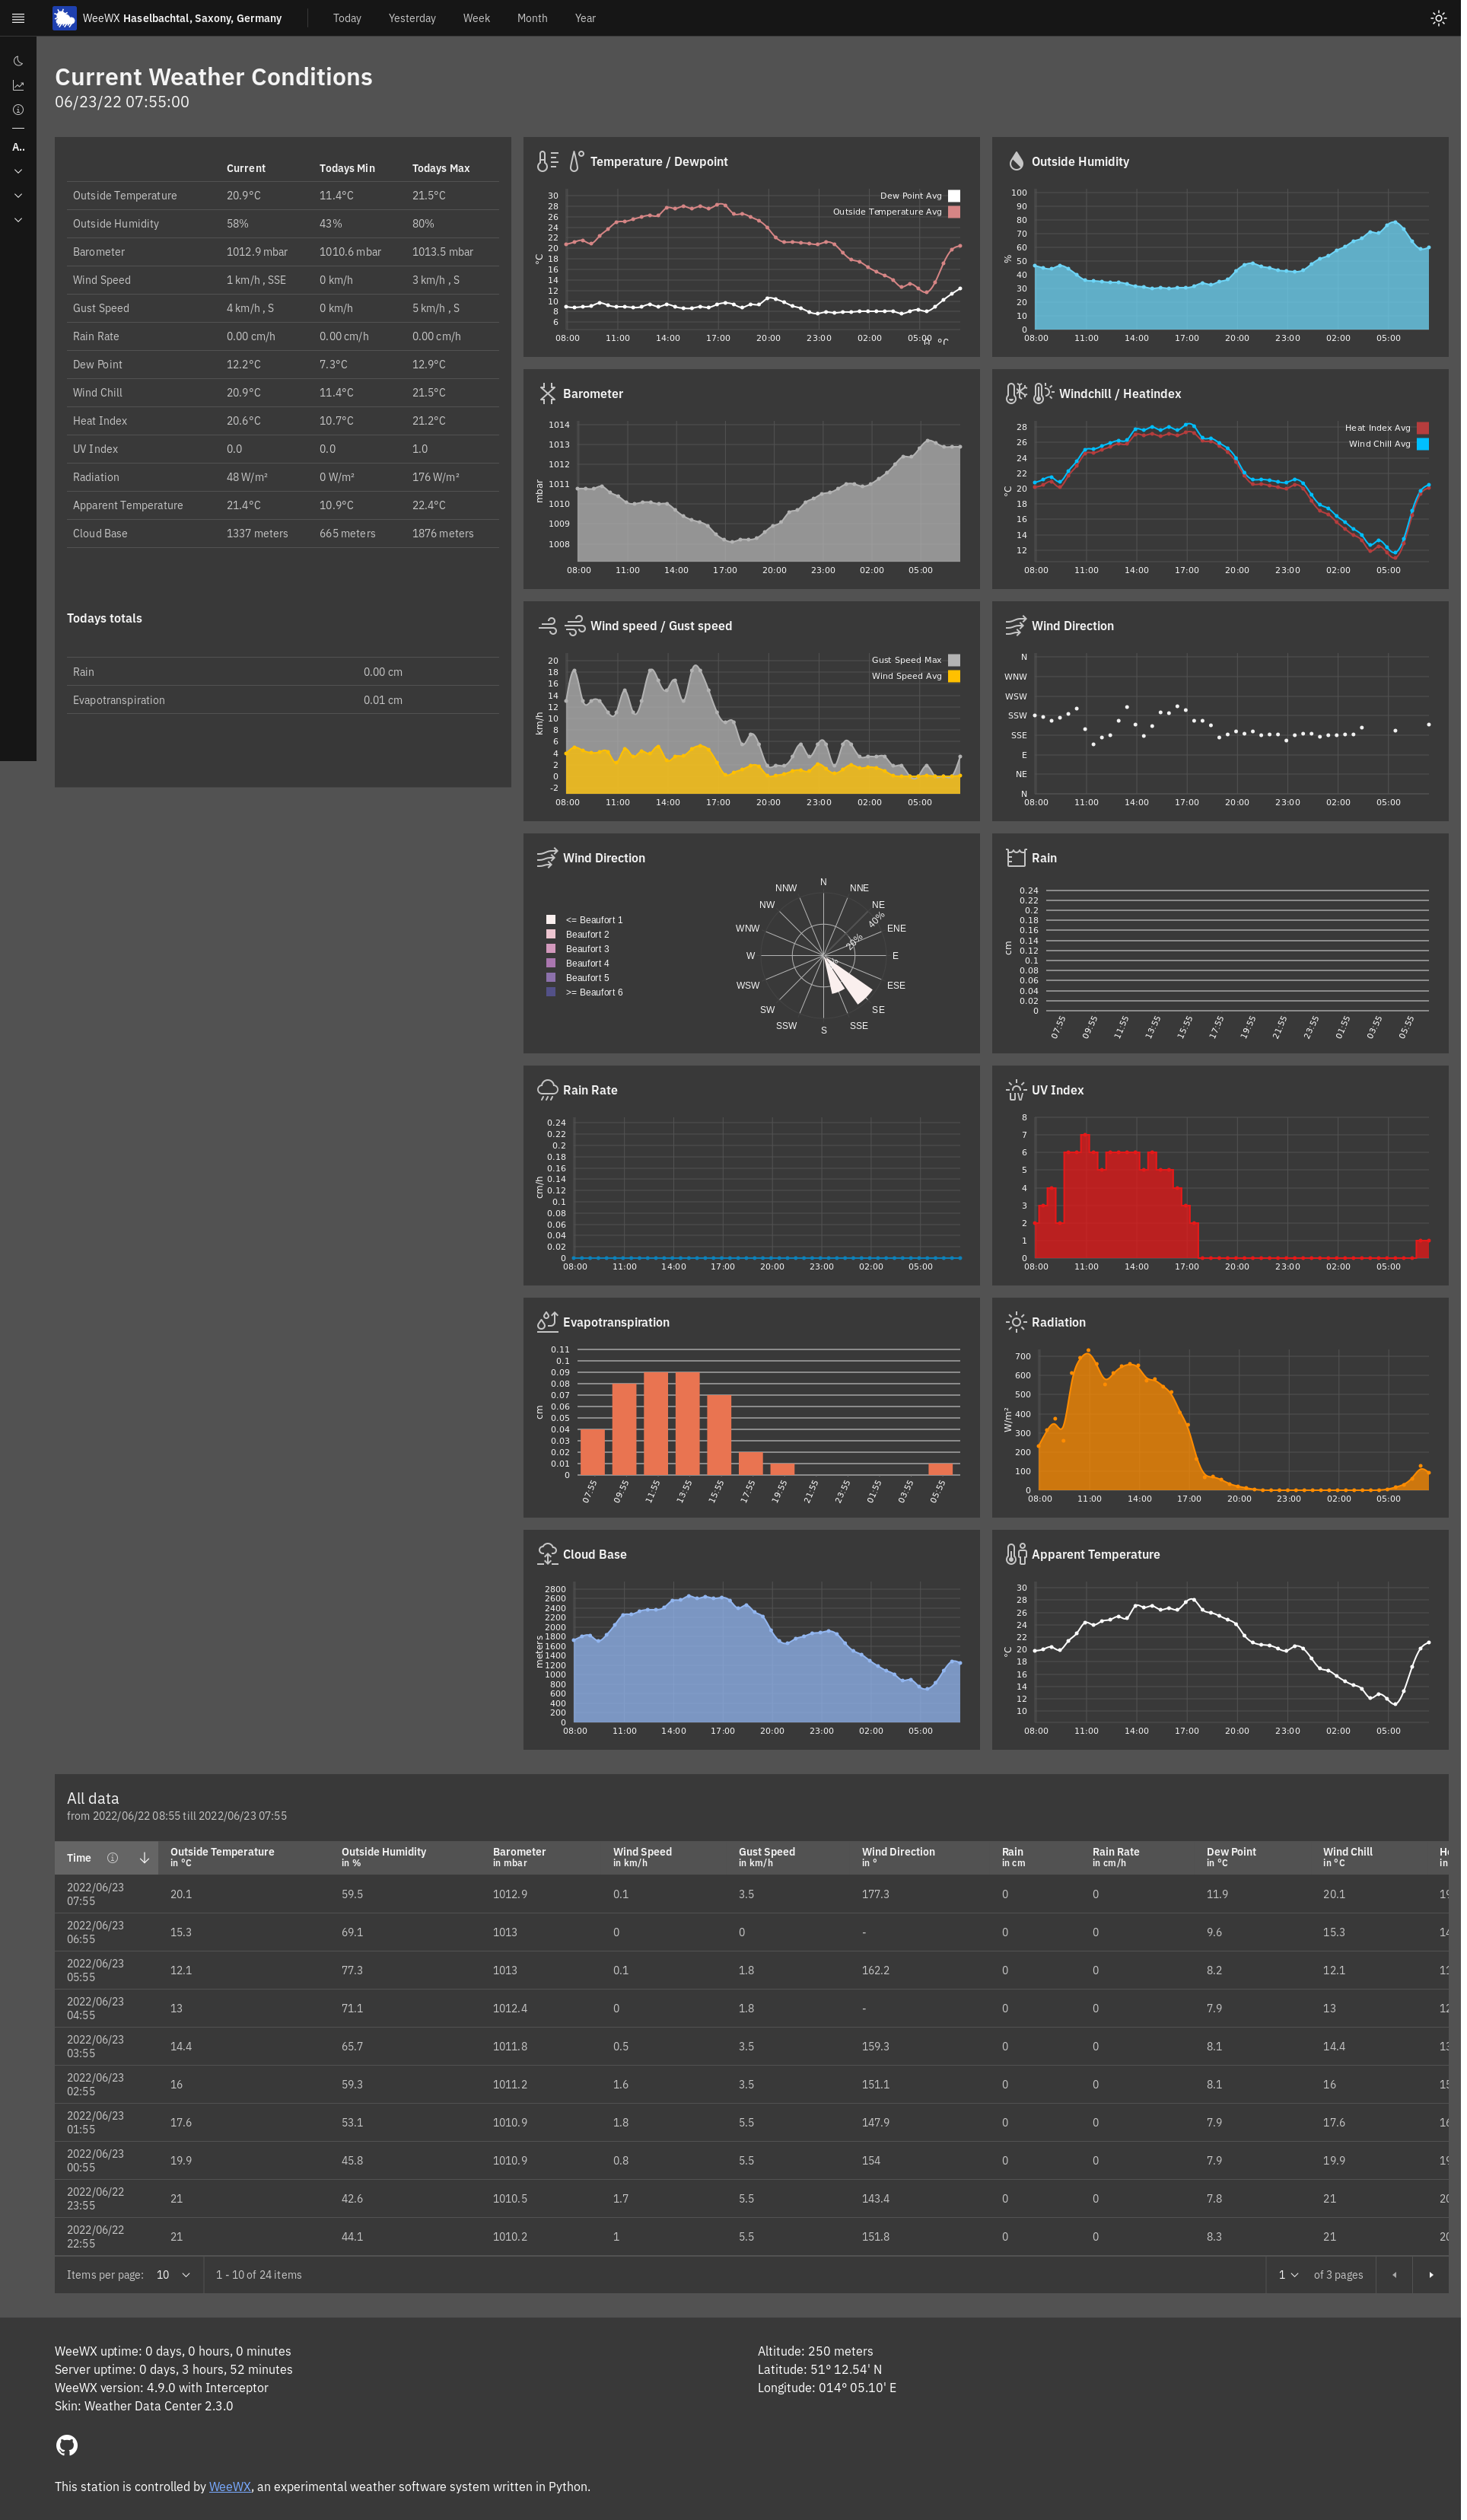 WeeWX Haselbachtal, Saxony, Germany Today Yesterday Week Month Year
A..
Current Weather Conditions
06/23/22 07:55:00
Current Todays Min Todays Max
Outside Temperature 20.9°C 11.4°C 21.5°C
Outside Humidity 58% 43% 80%
Barometer 1012.9 mbar 1010.6 mbar 1013.5 mbar
Wind Speed 1 km/h , SSE 0 km/h 3 km/h , S
Gust Speed 4 km/h , S 0 km/h 5 km/h , S
Rain Rate 0.00 cm/h 0.00 cm/h 0.00 cm/h
Dew Point 12.2°C 7.3°C 12.9°C
Wind Chill 20.9°C 11.4°C 21.5°C
Heat Index 20.6°C 10.7°C 21.2°C
UV Index 0.0 0.0 1.0
Radiation 48 W/m² 0 W/m² 176 W/m²
Apparent Temperature 21.4°C 10.9°C 22.4°C
Cloud Base 1337 meters 665 meters 1876 meters
Todays totals
Rain 0.00 cm
Evapotranspiration 0.01 cm
Temperature / Dewpoint
Dew Point Avg
Outside Temperature Avg
°C
30
28
26
24
22
20
18
16
14
12
10
8
6
08:00 11:00 14:00 17:00 20:00 23:00 02:00 05:00
Outside Humidity
%
100
90
80
70
60
50
40
30
20
10
0
08:00 11:00 14:00 17:00 20:00 23:00 02:00 05:00
Barometer
mbar
1014
1013
1012
1011
1010
1009
1008
08:00 11:00 14:00 17:00 20:00 23:00 02:00 05:00
Windchill / Heatindex
Heat Index Avg
Wind Chill Avg
°C
28
26
24
22
20
18
16
14
12
08:00 11:00 14:00 17:00 20:00 23:00 02:00 05:00
Wind speed / Gust speed
Gust Speed Max
Wind Speed Avg
km/h
20
18
16
14
12
10
8
6
4
2
0
-2
08:00 11:00 14:00 17:00 20:00 23:00 02:00 05:00
Wind Direction
N
WNW
WSW
SSW
SSE
E
NE
N
08:00 11:00 14:00 17:00 20:00 23:00 02:00 05:00
Wind Direction
<= Beaufort 1
Beaufort 2
Beaufort 3
Beaufort 4
Beaufort 5
>= Beaufort 6
N
NNE
NE
ENE
E
ESE
SE
SSE
S
SSW
SW
WSW
W
WNW
NW
NNW
20%
40%
Rain
cm
0.24
0.22
0.2
0.18
0.16
0.14
0.12
0.1
0.08
0.06
0.04
0.02
0
07:55 09:55 11:55 13:55 15:55 17:55 19:55 21:55 23:55 01:55 03:55 05:55
Rain Rate
cm/h
0.24
0.22
0.2
0.18
0.16
0.14
0.12
0.1
0.08
0.06
0.04
0.02
0
08:00 11:00 14:00 17:00 20:00 23:00 02:00 05:00
UV
UV Index
8
7
6
5
4
3
2
1
0
08:00 11:00 14:00 17:00 20:00 23:00 02:00 05:00
Evapotranspiration
cm
0.11
0.1
0.09
0.08
0.07
0.06
0.05
0.04
0.03
0.02
0.01
0
07:55 09:55 11:55 13:55 15:55 17:55 19:55 21:55 23:55 01:55 03:55 05:55
Radiation
W/m²
700
600
500
400
300
200
100
0
08:00 11:00 14:00 17:00 20:00 23:00 02:00 05:00
Cloud Base
meters
2800
2600
2400
2200
2000
1800
1600
1400
1200
1000
800
600
400
200
0
08:00 11:00 14:00 17:00 20:00 23:00 02:00 05:00
Apparent Temperature
°C
30
28
26
24
22
20
18
16
14
12
10
08:00 11:00 14:00 17:00 20:00 23:00 02:00 05:00
All data
from 2022/06/22 08:55 till 2022/06/23 07:55
Time Outside Temperature Outside Humidity Barometer Wind Speed Gust Speed Wind Direction Rain Rain Rate Dew Point Wind Chill
in °C in % in mbar in km/h in km/h in ° in cm in cm/h in °C in °C in
2022/06/23
07:55 20.1 59.5 1012.9 0.1 3.5 177.3 0 0 11.9 20.1
2022/06/23
06:55 15.3 69.1 1013 0 0 - 0 0 9.6 15.3
2022/06/23
05:55 12.1 77.3 1013 0.1 1.8 162.2 0 0 8.2 12.1
2022/06/23
04:55 13 71.1 1012.4 0 1.8 - 0 0 7.9 13
2022/06/23
03:55 14.4 65.7 1011.8 0.5 3.5 159.3 0 0 8.1 14.4
2022/06/23
02:55 16 59.3 1011.2 1.6 3.5 151.1 0 0 8.1 16
2022/06/23
01:55 17.6 53.1 1010.9 1.8 5.5 147.9 0 0 7.9 17.6
2022/06/23
00:55 19.9 45.8 1010.9 0.8 5.5 154 0 0 7.9 19.9
2022/06/22
23:55 21 42.6 1010.5 1.7 5.5 143.4 0 0 7.8 21
2022/06/22
22:55 21 44.1 1010.2 1 5.5 151.8 0 0 8.3 21
Items per page: 10 1 - 10 of 24 items 1 of 3 pages
WeeWX uptime: 0 days, 0 hours, 0 minutes
Server uptime: 0 days, 3 hours, 52 minutes
WeeWX version: 4.9.0 with Interceptor
Skin: Weather Data Center 2.3.0
Altitude: 250 meters
Latitude: 51° 12.54' N
Longitude: 014° 05.10' E
This station is controlled by WeeWX, an experimental weather software system written in Python.